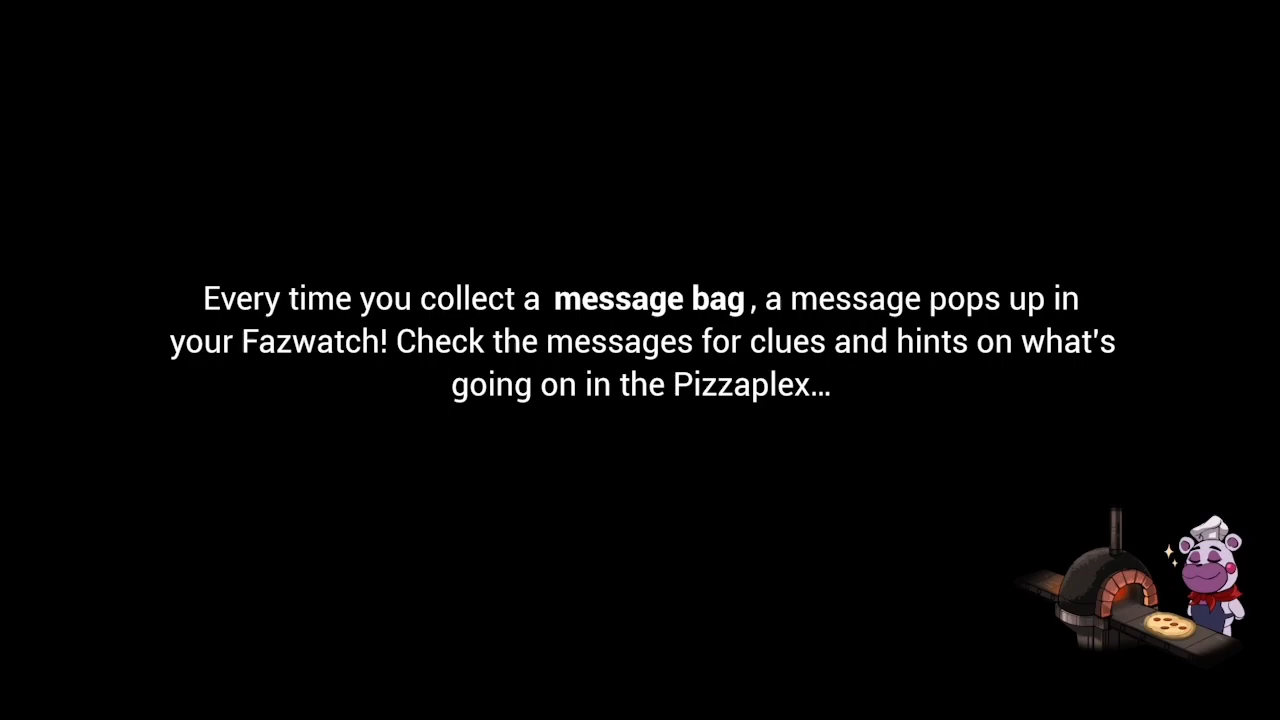 Every time you collect a message bag, a message pops up in
your Fazwatch! Check the messages for clues and hints on what's
going on in the Pizzaplex...